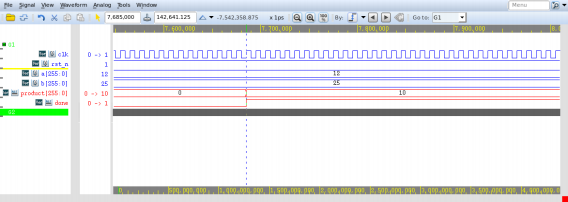 File Signal View Waveform Analog Tools Window Menu
7,685,000 142,641.125 -7,542,358.875 x 1ps By: Go to: G1
7,600,000 7,700,000 7,800,000 7,900,000
clk 0 -> 1
rst_n 1
a[255:0] 12 12
b[255:0] 25 25
product[255:0] 0 -> 10 0 10
done 0 -> 1
0 500,000,000 1,000,000,000 1,500,000,000 2,000,000,000 2,500,000,000 3,000,000,000 3,500,000,000